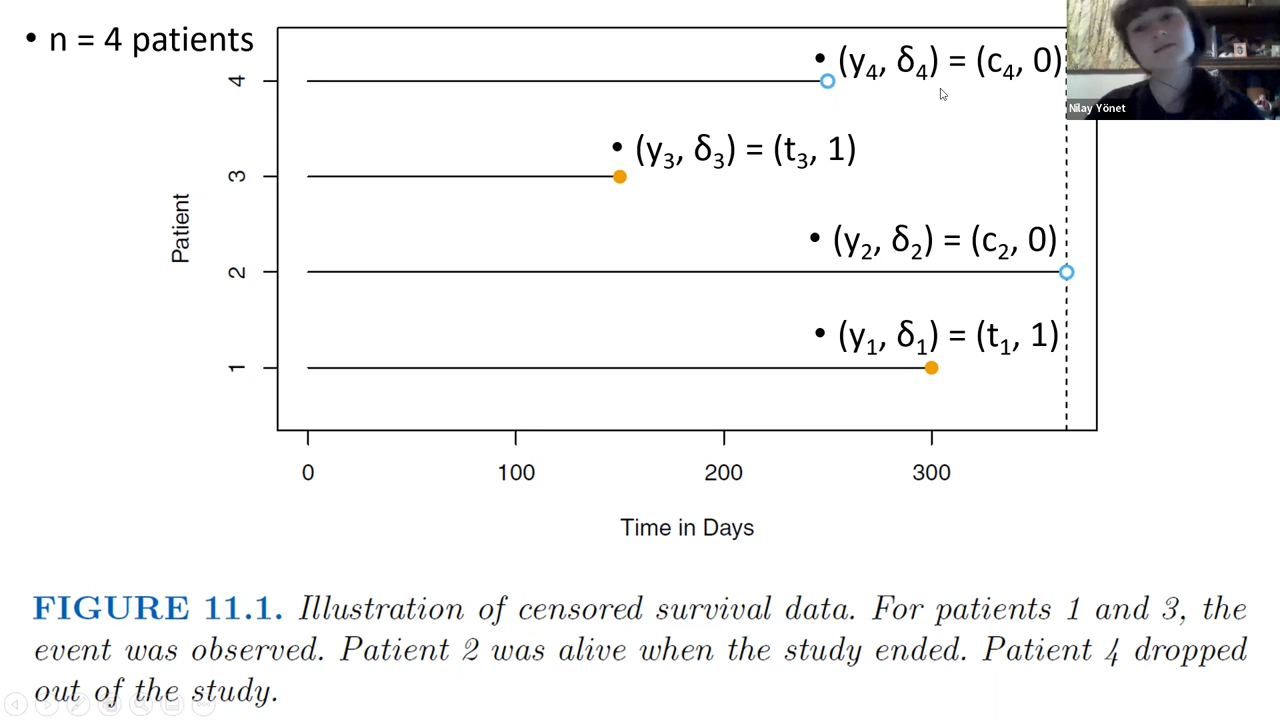 • n = 4 patients
• (y₄, δ₄) = (c₄, 0)
Nilay Yönet
• (y₃, δ₃) = (t₃, 1)
• (y₂, δ₂) = (c₂, 0)
• (y₁, δ₁) = (t₁, 1)
Patient
4
3
2
1
0 100 200 300
Time in Days
FIGURE 11.1. Illustration of censored survival data. For patients 1 and 3, the
event was observed. Patient 2 was alive when the study ended. Patient 4 dropped
out of the study.